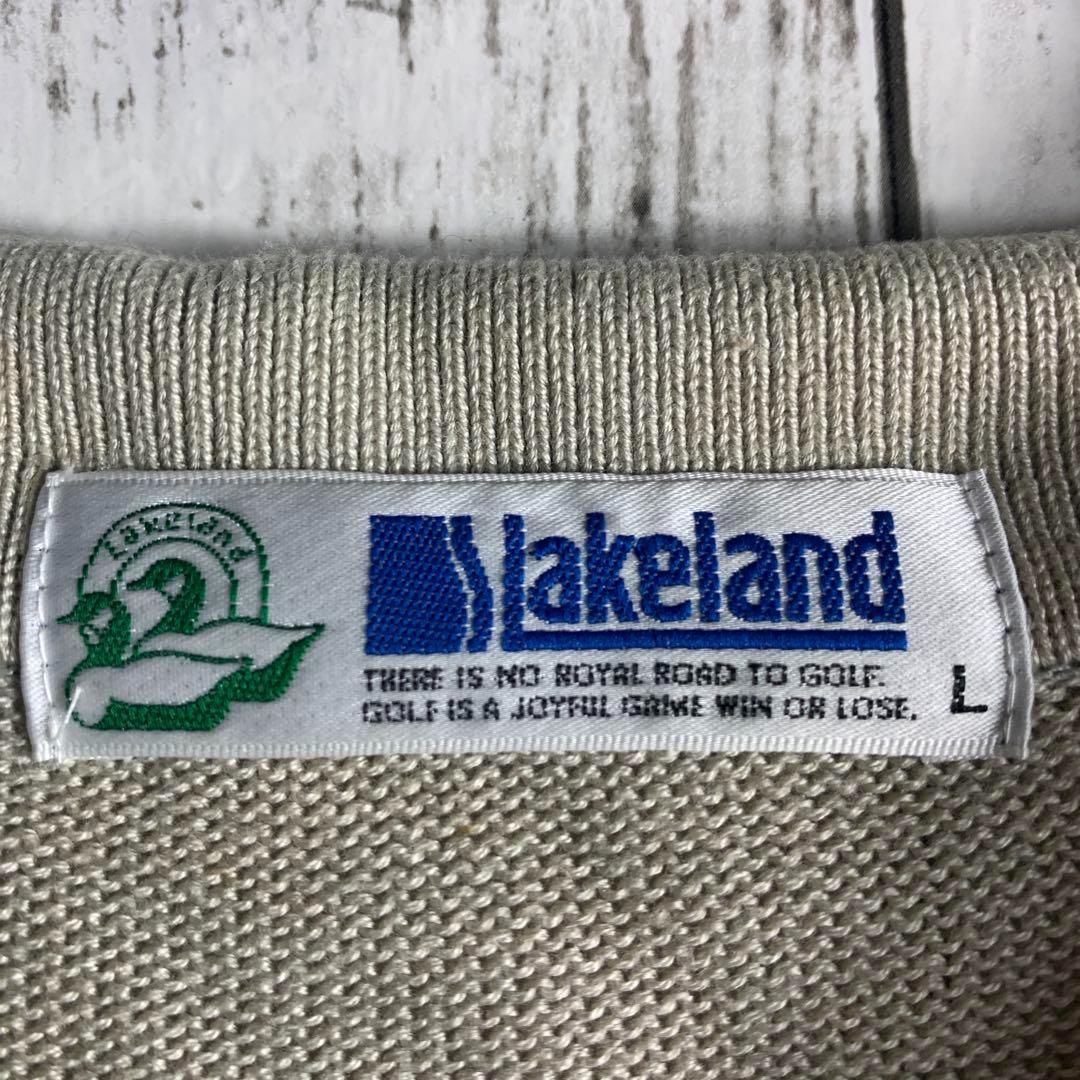 Lakeland
Lakeland
THERE IS NO ROYAL ROAD TO GOLF.
GOLF IS A JOYFUL GAME WIN OR LOSE.
L